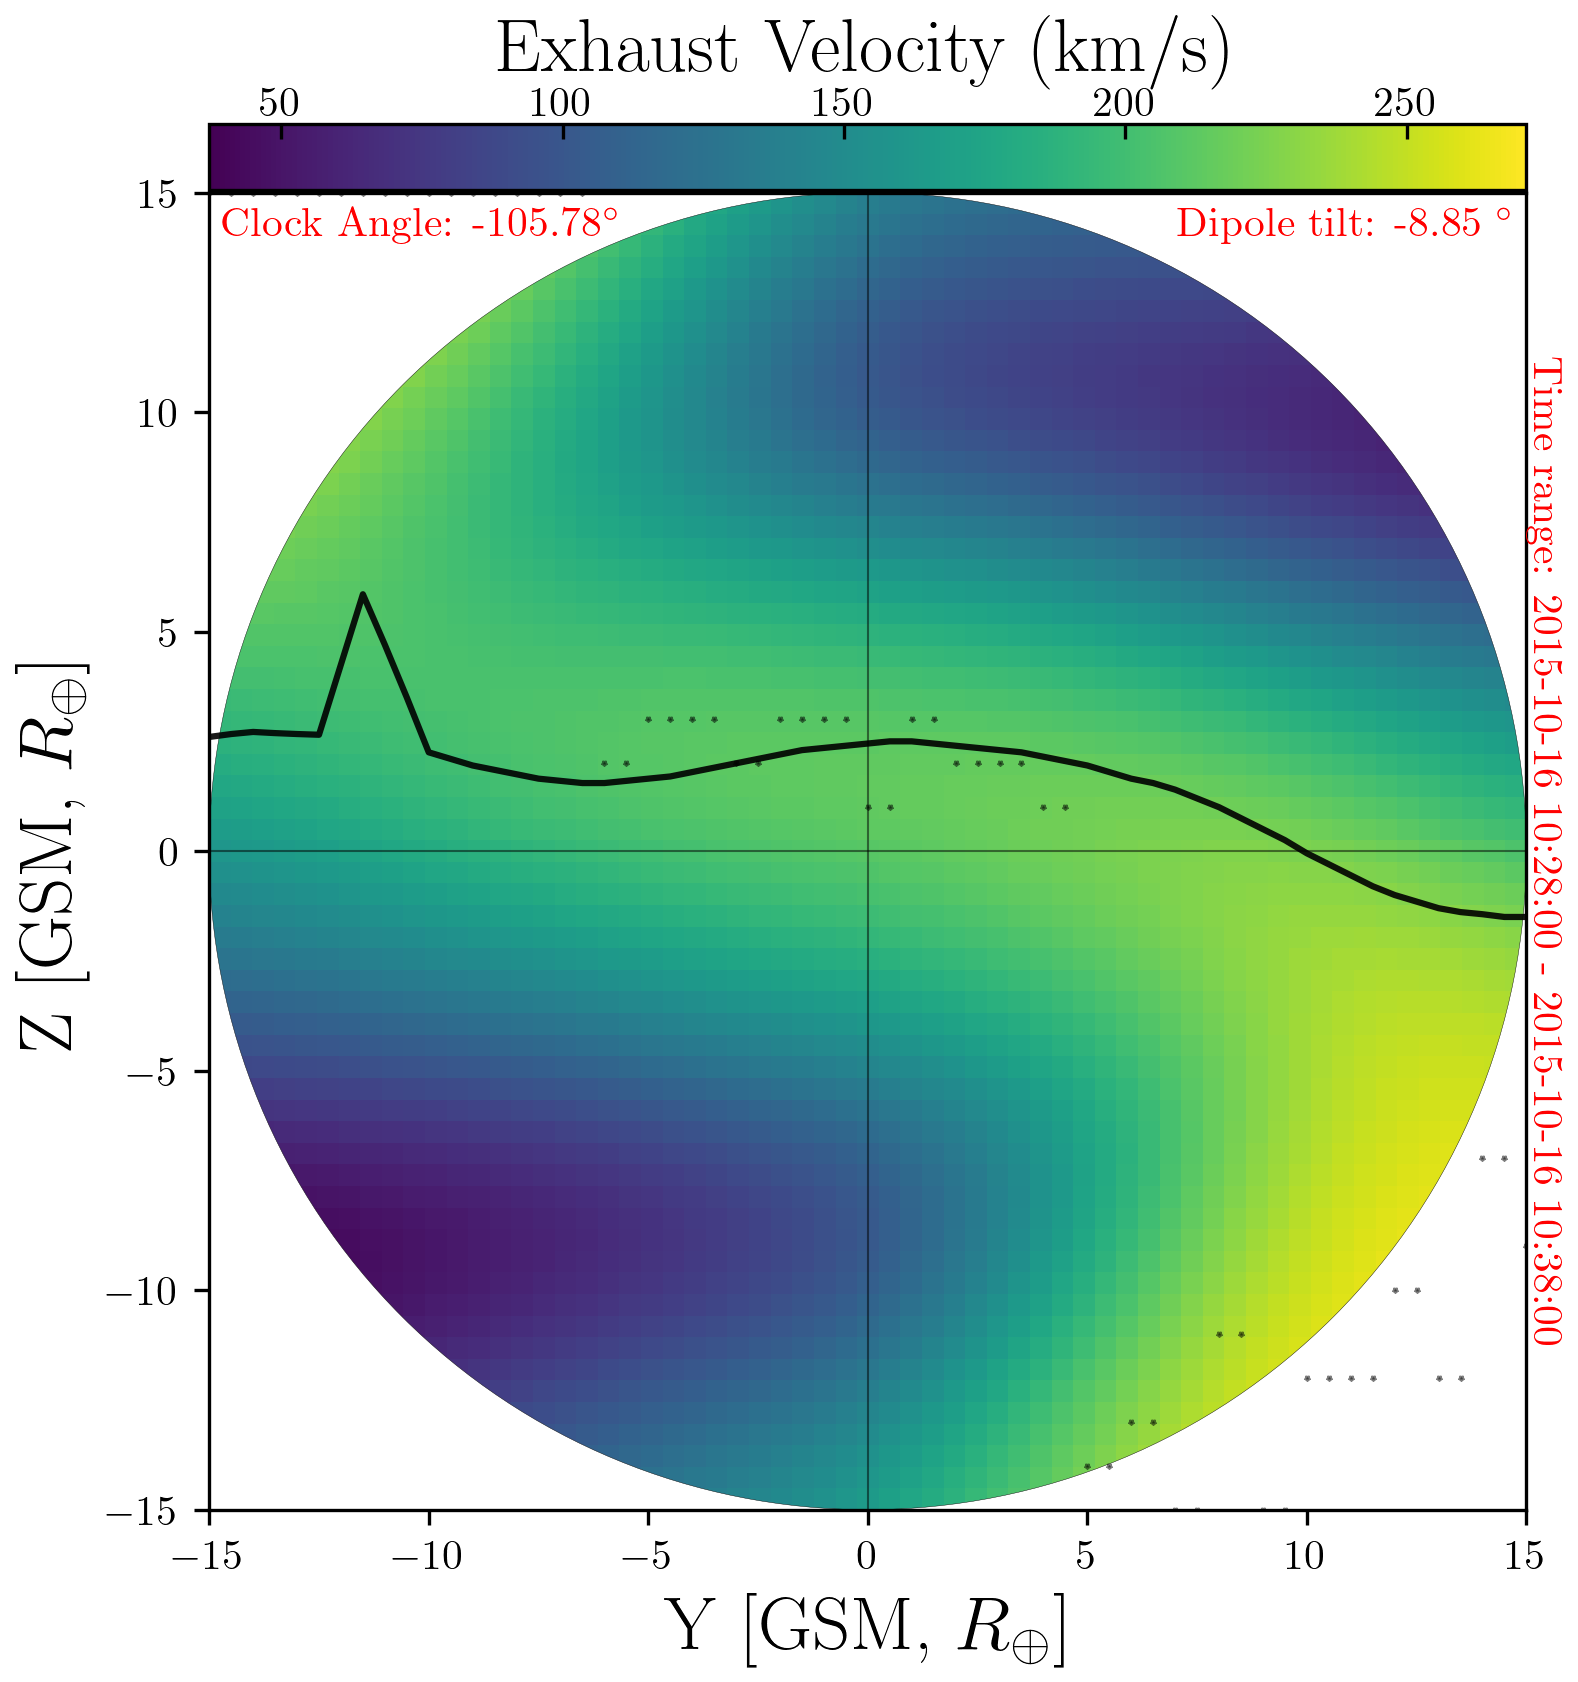 Exhaust Velocity (km/s)
50 100 150 200 250
Clock Angle: -105.78°
Dipole tilt: -8.85 °
Time range: 2015-10-16 10:28:00 - 2015-10-16 10:38:00
15
10
5
0
−5
−10
−15
Z [GSM, R⊕]
−15 −10 −5 0 5 10 15
Y [GSM, R⊕]